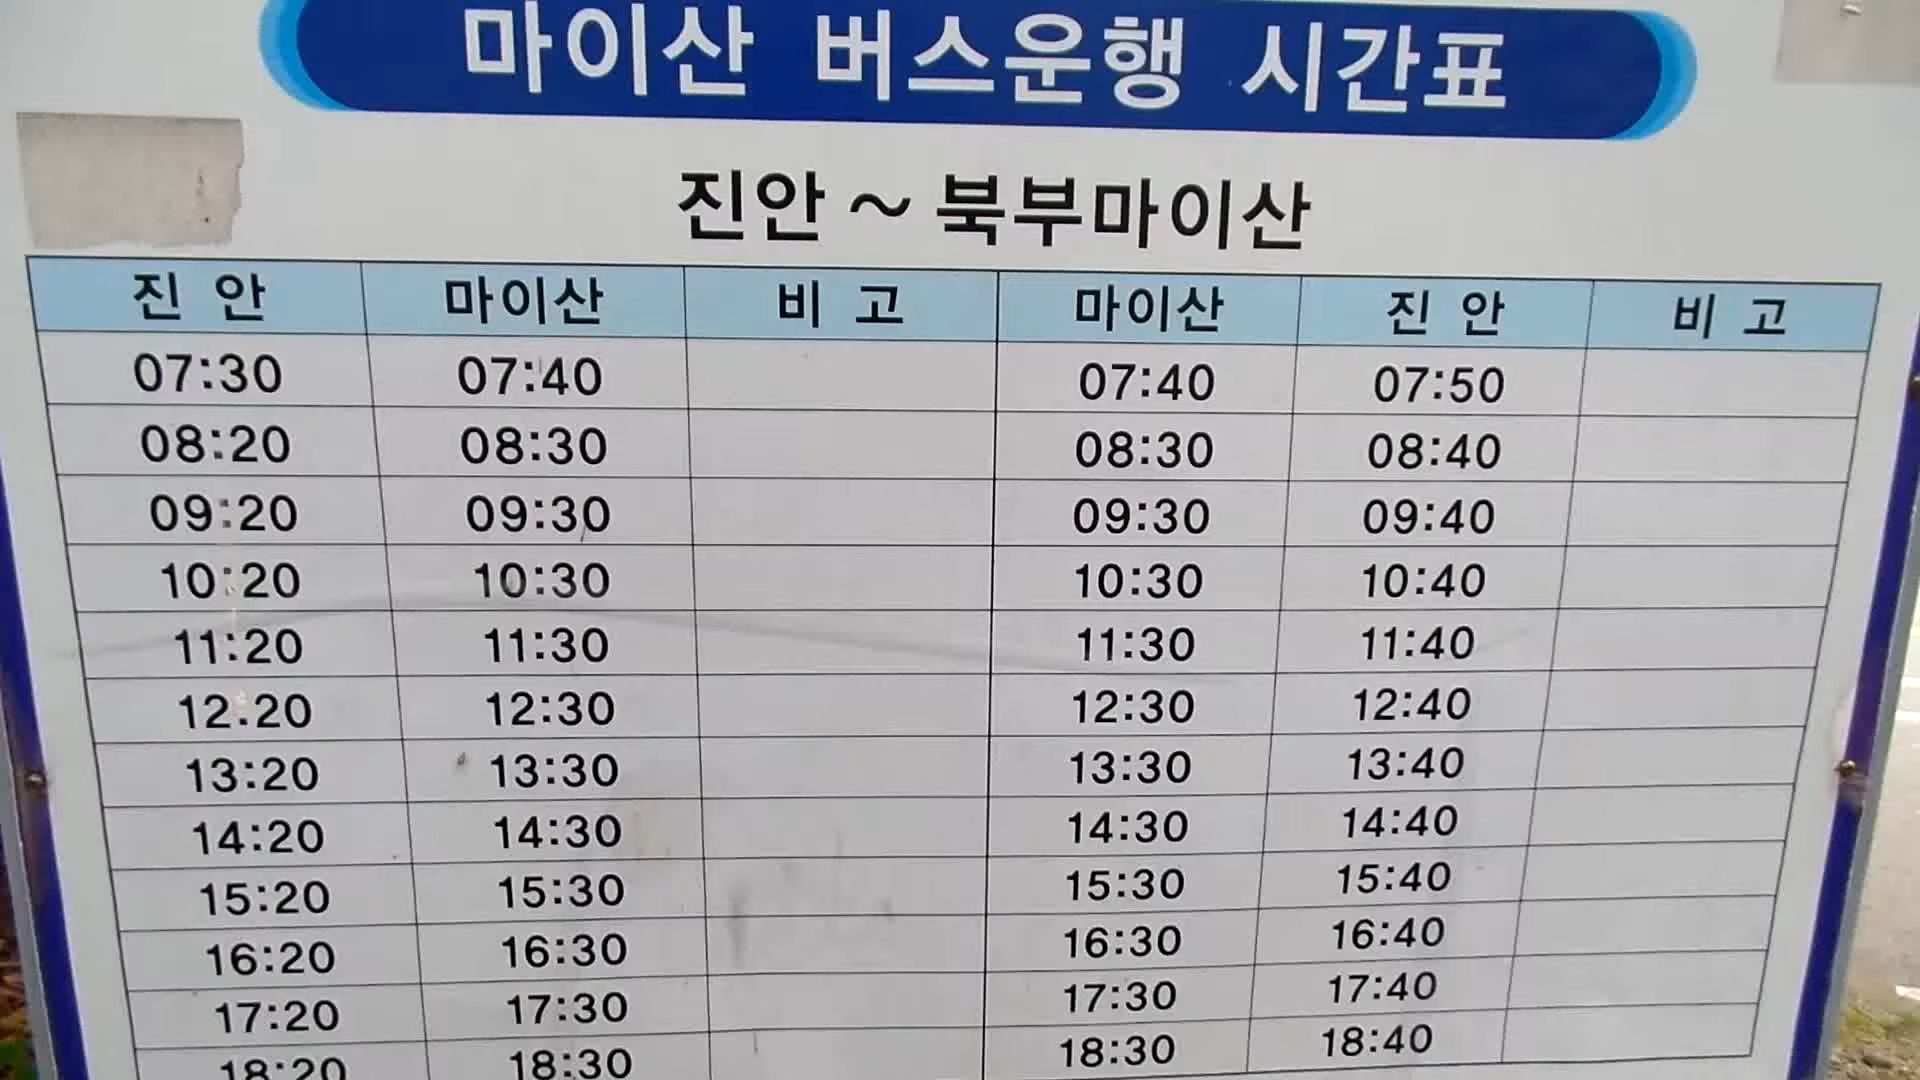 마이산 버스운행 시간표
진안 ~ 북부마이산
진 안 마이산 비 고 마이산 진 안 비 고
07:30 07:40 07:40 07:50
08:20 08:30 08:30 08:40
09:20 09:30 09:30 09:40
10:20 10:30 10:30 10:40
11:20 11:30 11:30 11:40
12:20 12:30 12:30 12:40
13:20 13:30 13:30 13:40
14:20 14:30 14:30 14:40
15:20 15:30 15:30 15:40
16:20 16:30 16:30 16:40
17:20 17:30 17:30 17:40
18:20 18:30 18:30 18:40